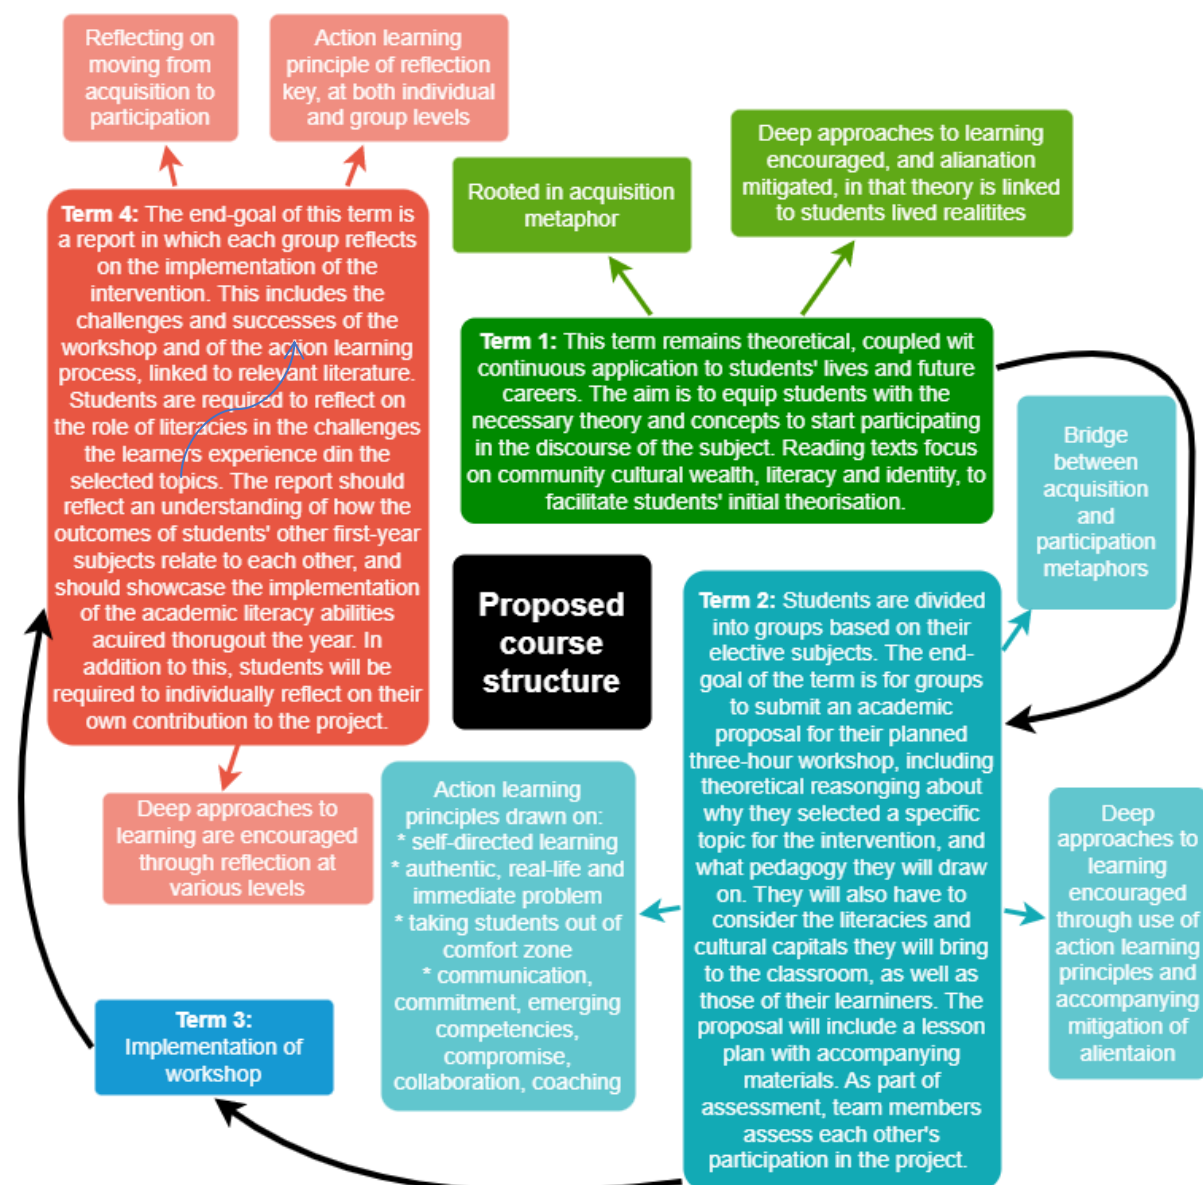 Reflecting on
moving from
acquisition to
participation
Action learning
principle of reflection
key, at both individual
and group levels
Rooted in acquisition
metaphor
Deep approaches to learning
encouraged, and alianation
mitigated, in that theory is linked
to students lived realitites
Term 4: The end-goal of this term is
a report in which each group reflects
on the implementation of the
intervention. This includes the
challenges and successes of the
workshop and of the action learning
process, linked to relevant literature.
Students are required to reflect on
the role of literacies in the challenges
the learners experience din the
selected topics. The report should
reflect an understanding of how the
outcomes of students' other first-year
subjects relate to each other, and
should showcase the implementation
of the academic literacy abilities
acuired thorugout the year. In
addition to this, students will be
required to individually reflect on their
own contribution to the project.
Term 1: This term remains theoretical, coupled wit
continuous application to students' lives and future
careers. The aim is to equip students with the
necessary theory and concepts to start participating
in the discourse of the subject. Reading texts focus
on community cultural wealth, literacy and identity, to
facilitate students' initial theorisation.
Bridge
between
acquisition
and
participation
metaphors
Proposed
course
structure
Term 2: Students are divided
into groups based on their
elective subjects. The end-
goal of the term is for groups
to submit an academic
proposal for their planned
three-hour workshop, including
theoretical reasonging about
why they selected a specific
topic for the intervention, and
what pedagogy they will draw
on. They will also have to
consider the literacies and
cultural capitals they will bring
to the classroom, as well as
those of their learniners. The
proposal will include a lesson
plan with accompanying
materials. As part of
assessment, team members
assess each other's
participation in the project.
Deep approaches to
learning are encouraged
through reflection at
various levels
Action learning
principles drawn on:
* self-directed learning
* authentic, real-life and
immediate problem
* taking students out of
comfort zone
* communication,
commitment, emerging
competencies,
compromise,
collaboration, coaching
Deep
approaches to
learning
encouraged
through use of
action learning
principles and
accompanying
mitigation of
alientaion
Term 3:
Implementation of
workshop